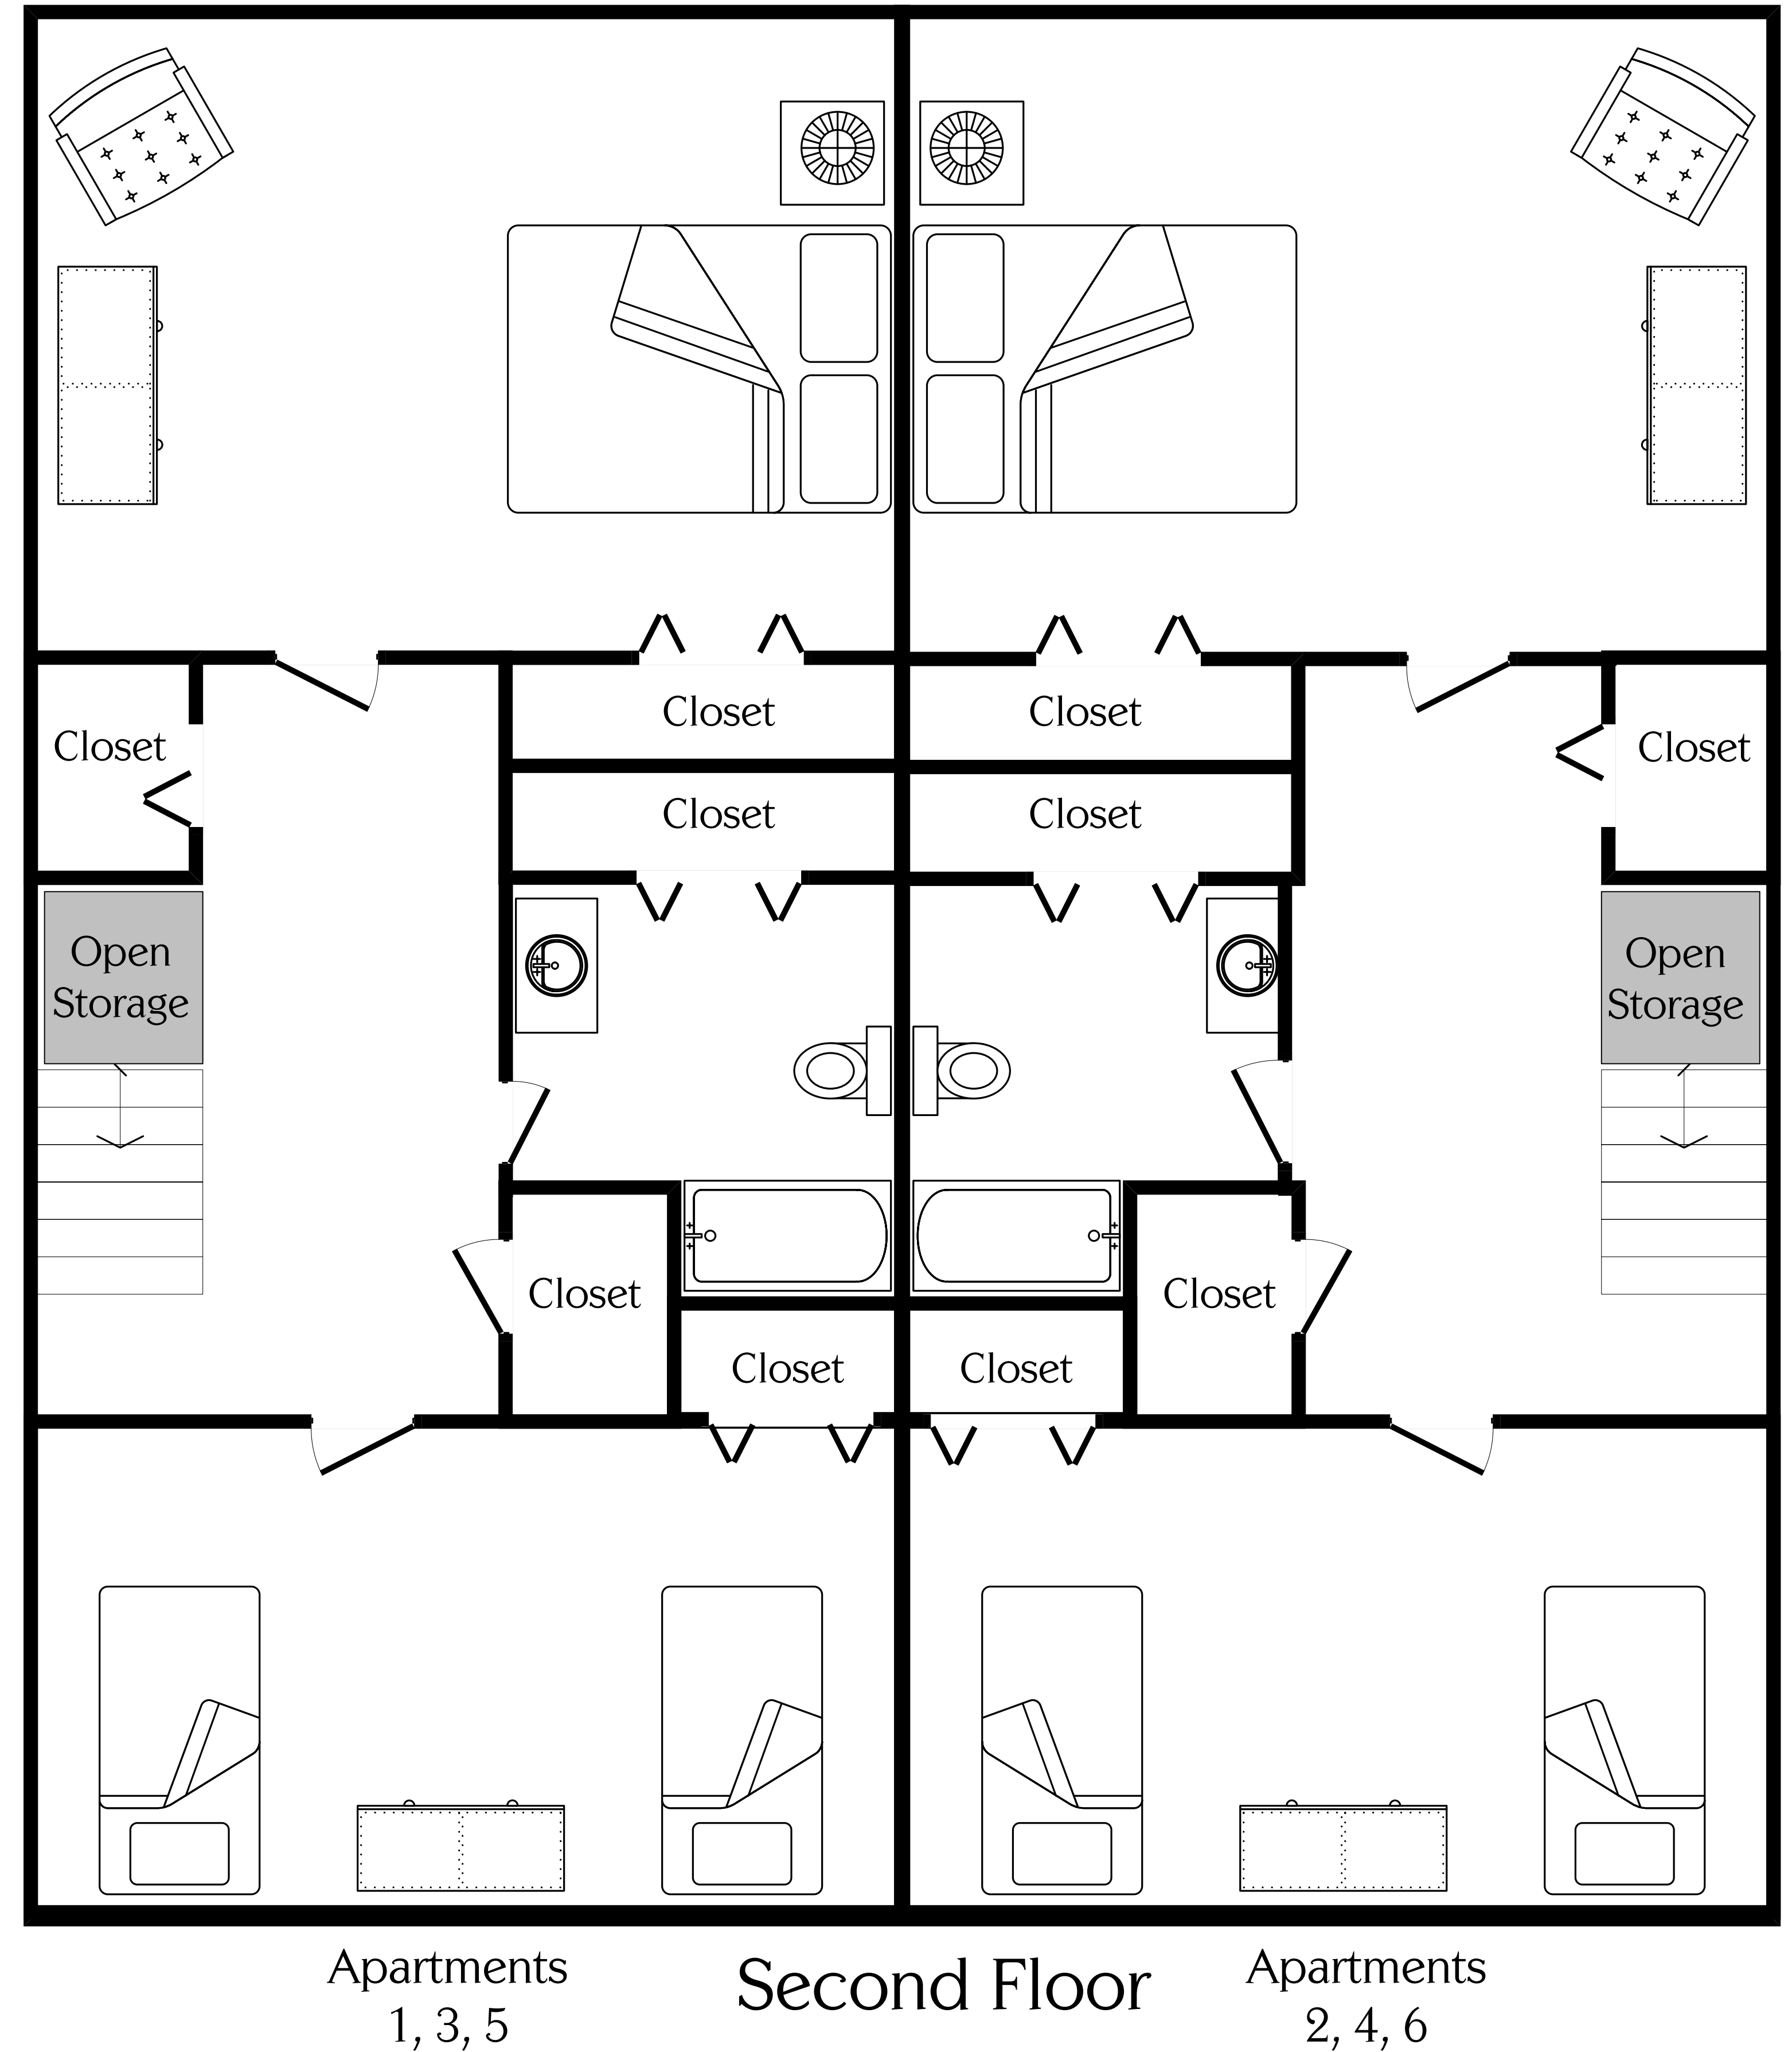 Closet
Closet
Closet
Closet
Closet
Closet
Open
Storage
Open
Storage
Closet
Closet
Closet
Closet
Apartments
1, 3, 5
Second Floor
Apartments
2, 4, 6